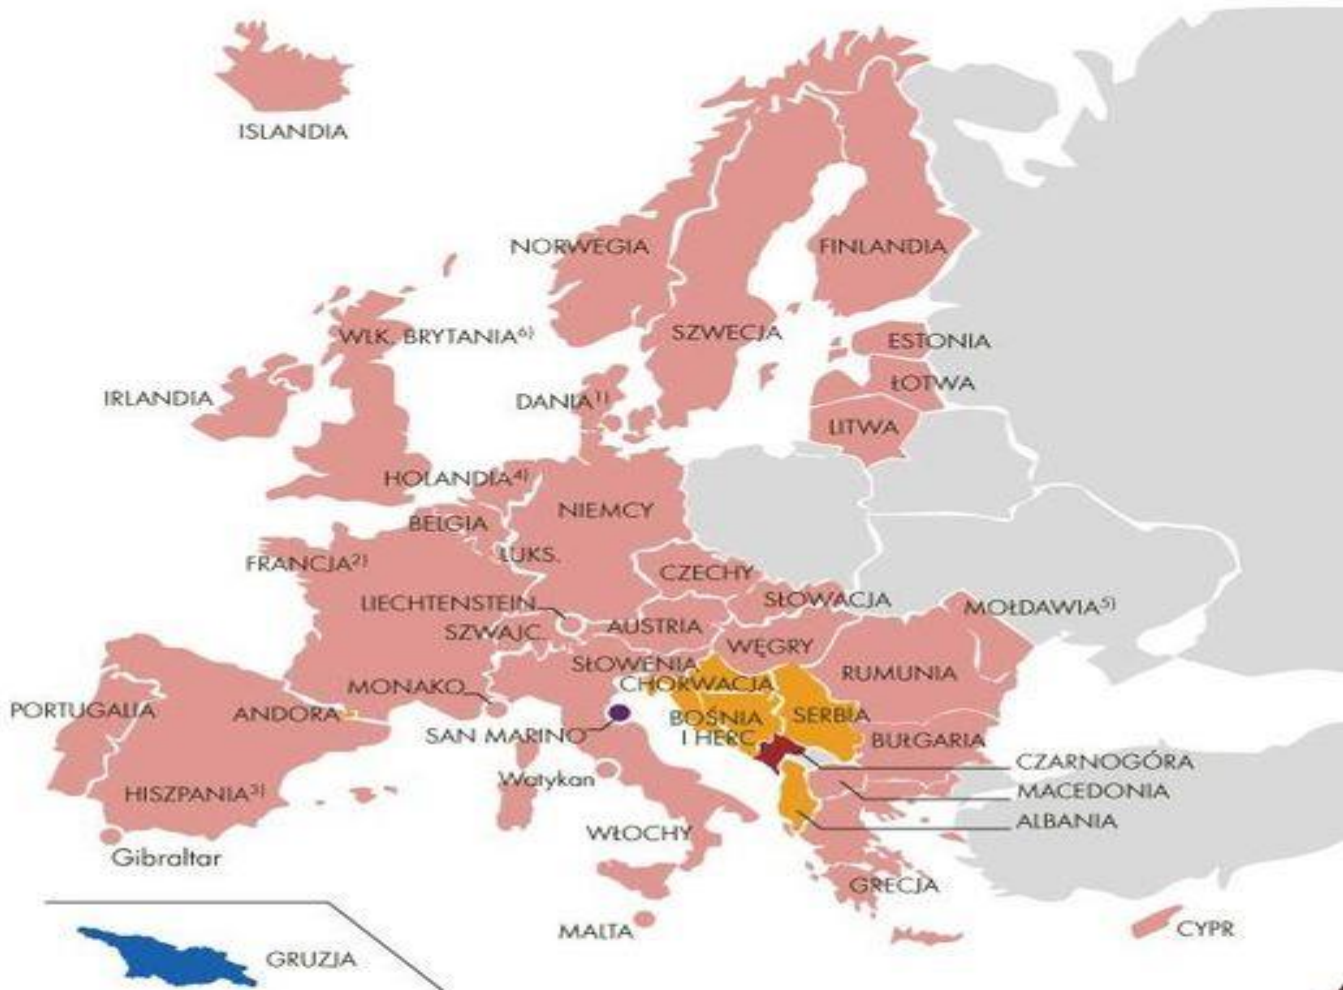 ISLANDIA
NORWEGIA
FINLANDIA
SZWECJA
WLK. BRYTANIA⁶⁾
ESTONIA
IRLANDIA
DANIA¹⁾
ŁOTWA
LITWA
HOLANDIA⁴⁾
NIEMCY
BELGIA
LUKS.
FRANCJA²⁾
CZECHY
SŁOWACJA
LIECHTENSTEIN
MOŁDAWIA⁵⁾
SZWAJC.
AUSTRIA
WĘGRY
SŁOWENIA
RUMUNIA
CHORWACJA
MONAKO
PORTUGALIA
ANDORA
BOŚNIA
I HERC
SERBIA
SAN MARINO
BUŁGARIA
CZARNOGÓRA
Watykan
HISZPANIA³⁾
MACEDONIA
ALBANIA
WŁOCHY
Gibraltar
GRECJA
MALTA
CYPR
GRUZJA